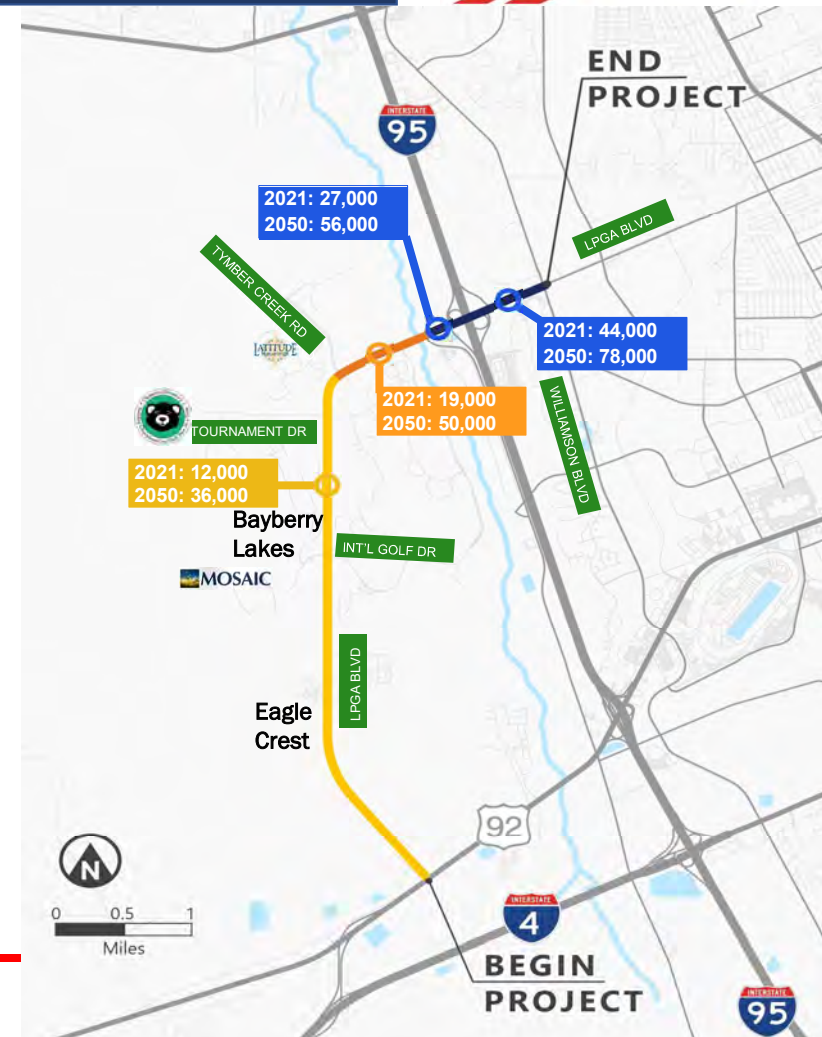 END
PROJECT
INTERSTATE
95
2021: 27,000
2050: 56,000
LPGA BLVD
TYMBER CREEK RD
LATITUDE
2021: 44,000
2050: 78,000
2021: 19,000
2050: 50,000
WILLIAMSON BLVD
TOURNAMENT DR
2021: 12,000
2050: 36,000
Bayberry
Lakes
INT'L GOLF DR
MOSAIC
LPGA BLVD
Eagle
Crest
92
N
0 0.5 1
Miles
INTERSTATE
4
BEGIN
PROJECT
INTERSTATE
95